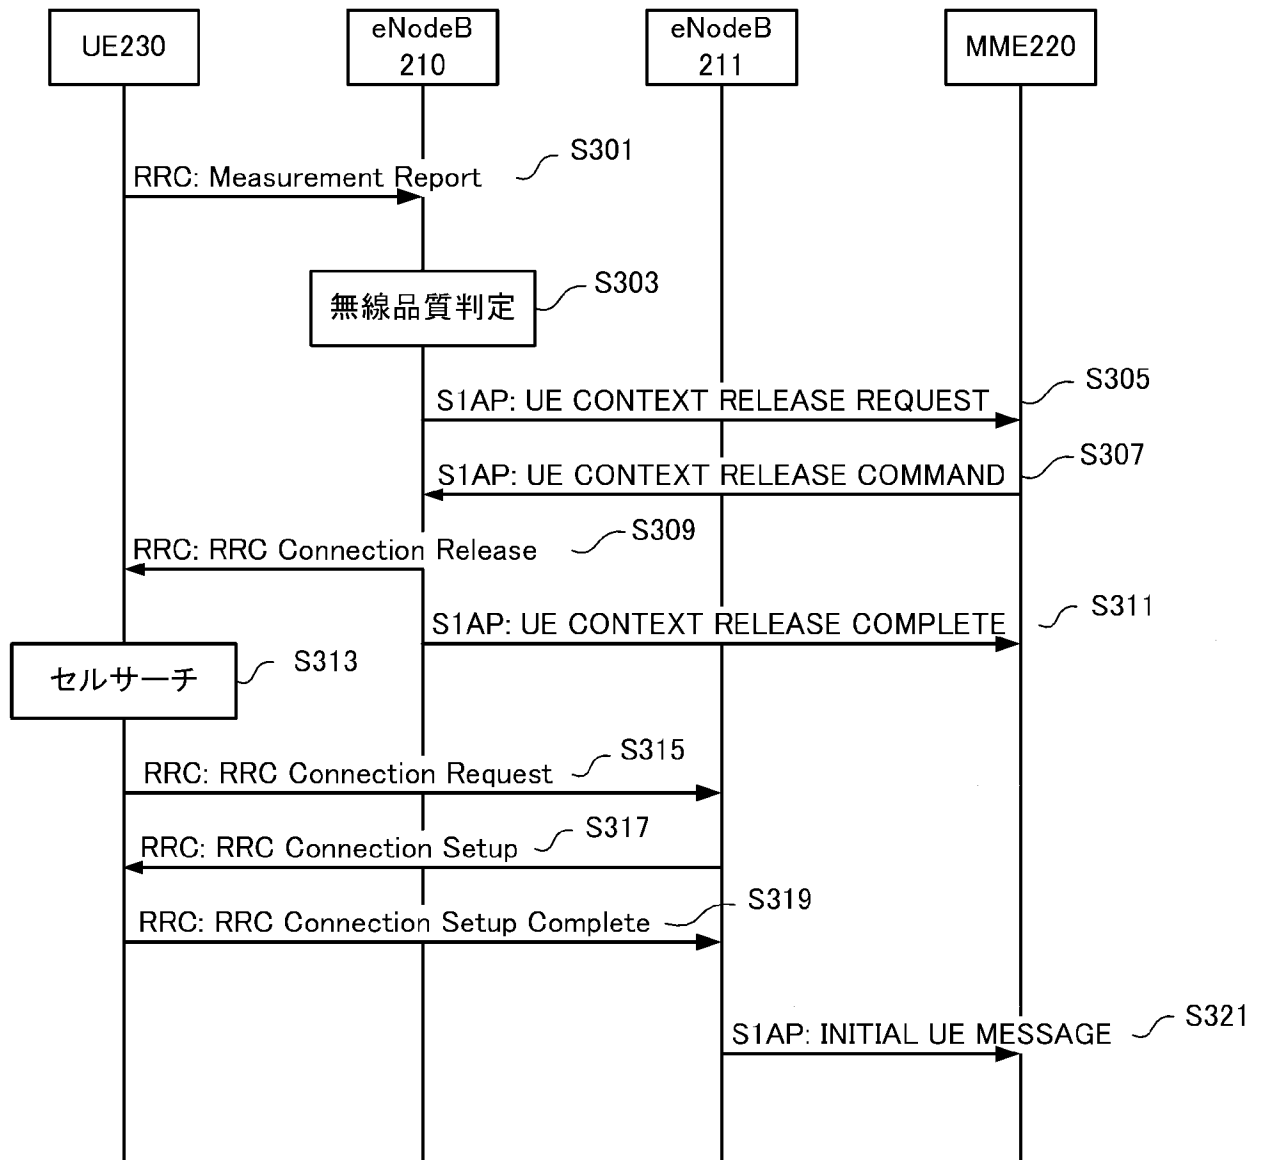 UE230
eNodeB
210
eNodeB
211
MME220
S301
RRC: Measurement Report
S303
無線品質判定
S305
S1AP: UE CONTEXT RELEASE REQUEST
S307
S1AP: UE CONTEXT RELEASE COMMAND
S309
RRC: RRC Connection Release
S311
S1AP: UE CONTEXT RELEASE COMPLETE
S313
セルサーチ
S315
RRC: RRC Connection Request
S317
RRC: RRC Connection Setup
S319
RRC: RRC Connection Setup Complete
S321
S1AP: INITIAL UE MESSAGE